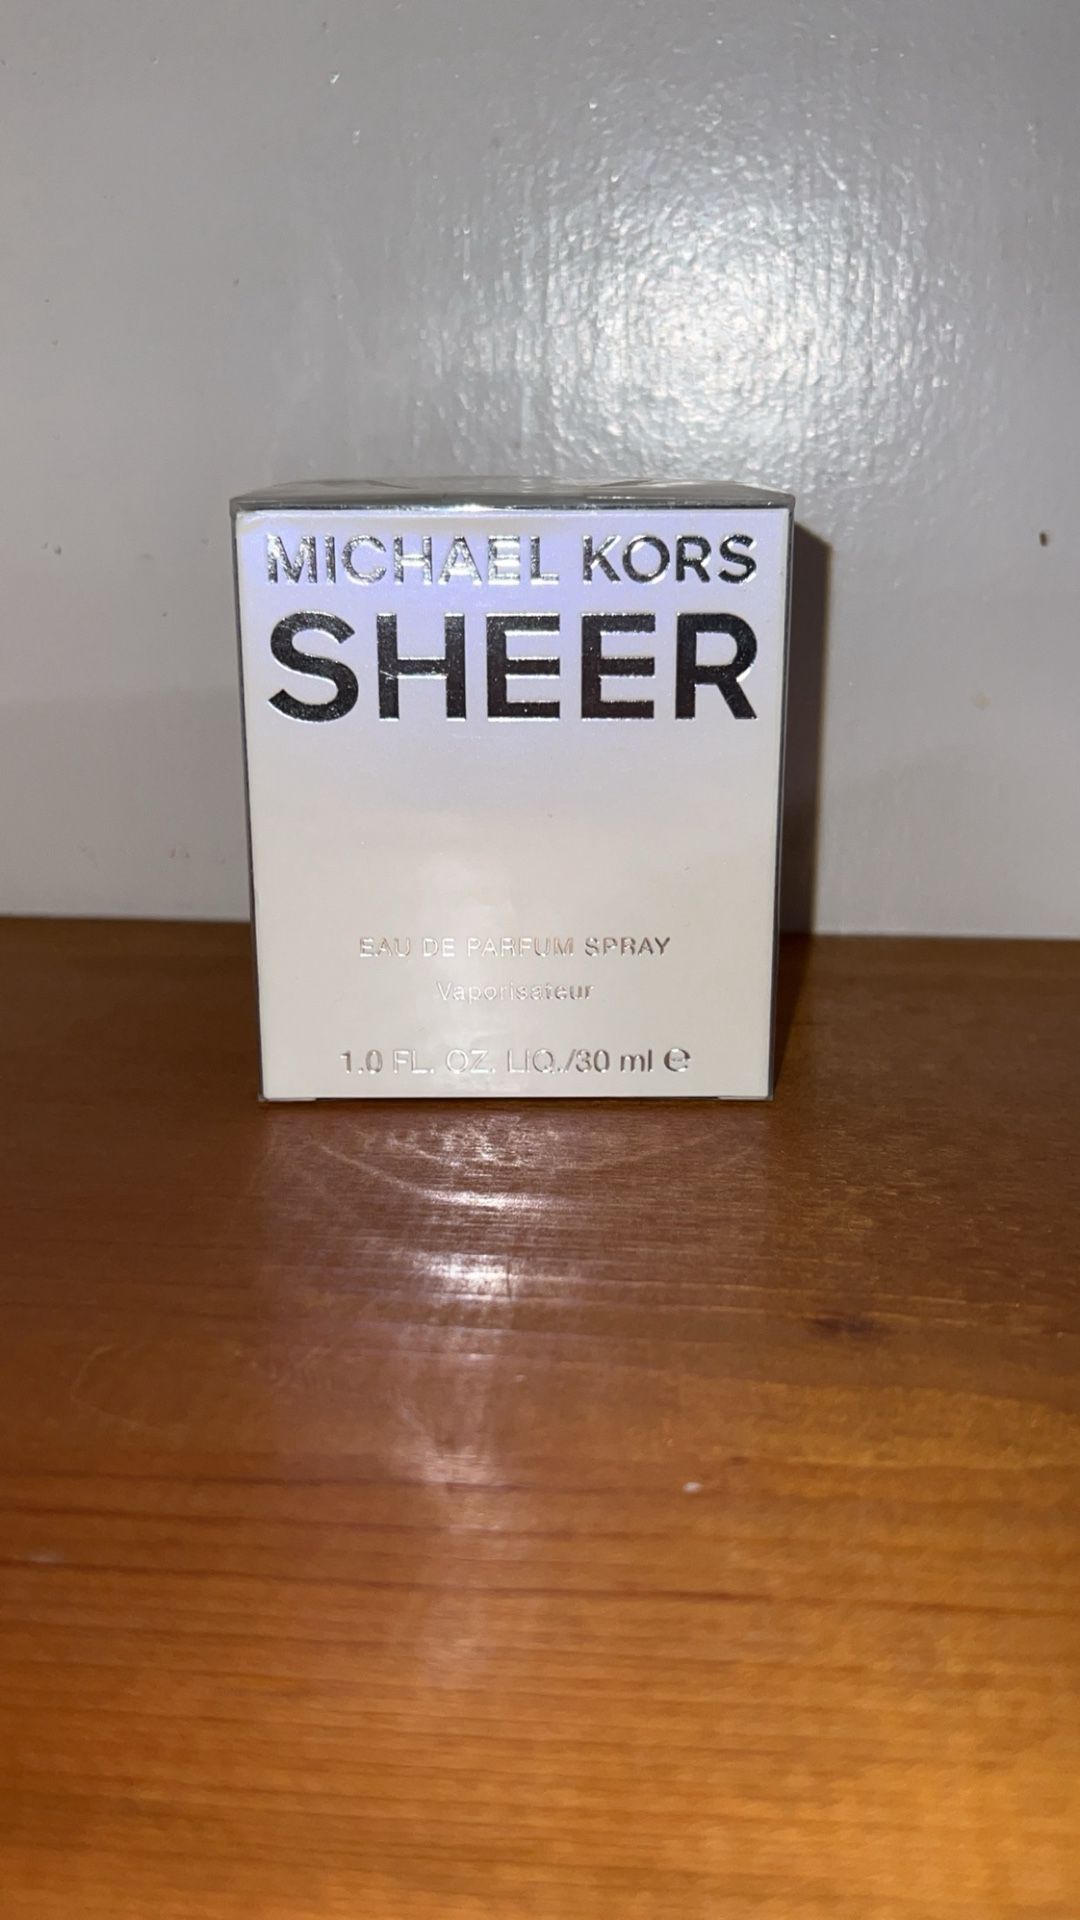 MICHAEL KORS
SHEER
EAU DE PARFUM SPRAY
Vaporisateur
1.0 FL. OZ. LIQ./30 ml ℮